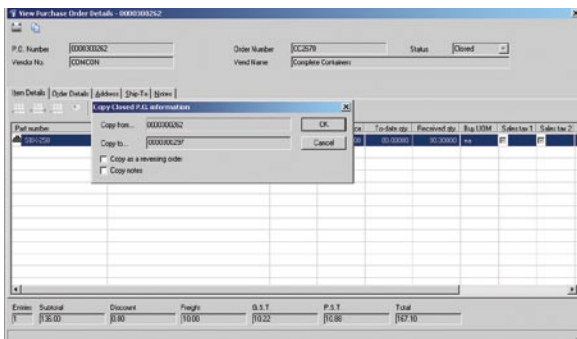 View Purchase Order Details - 0000300262
P.O. Number 0000300262 Order Number CC2570 Status Closed
Vendor No. CONCON Vend Name Complete Containers
Item Details Order Details Address Ship-To Notes
Copy Closed P.O. information
Copy from... 0000300262 OK
Copy to... 0000300297 Cancel
Copy as a reversing order
Copy notes
Part number To-date qty Received qty Buy UOM Sales tax 1 Sales tax 2
ea
Entries Subtotal Discount Freight G.S.T. P.S.T. Total
1 136.00 0.00 10.00 10.22 10.88 167.10